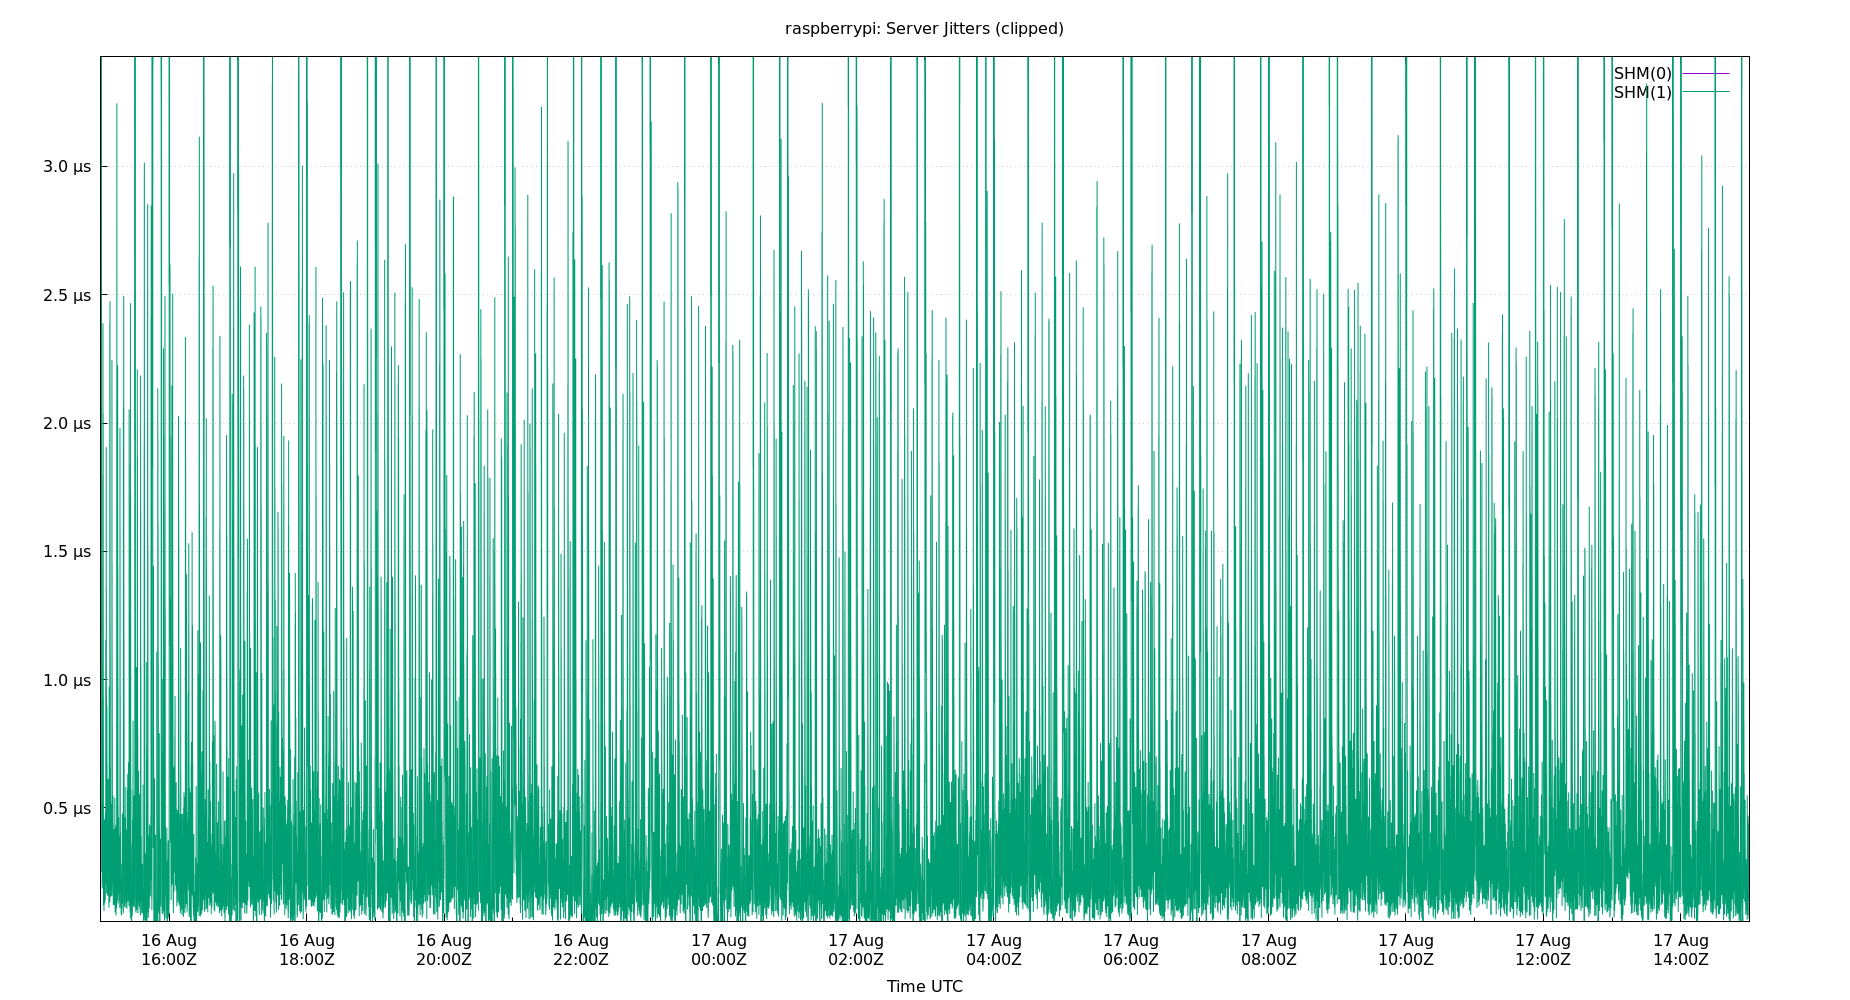 raspberrypi: Server Jitters (clipped)
SHM(0)
SHM(1)
3.0 µs
2.5 µs
2.0 µs
1.5 µs
1.0 µs
0.5 µs
16 Aug 16 Aug 16 Aug 16 Aug 17 Aug 17 Aug 17 Aug 17 Aug 17 Aug 17 Aug 17 Aug 17 Aug
16:00Z 18:00Z 20:00Z 22:00Z 00:00Z 02:00Z 04:00Z 06:00Z 08:00Z 10:00Z 12:00Z 14:00Z
Time UTC